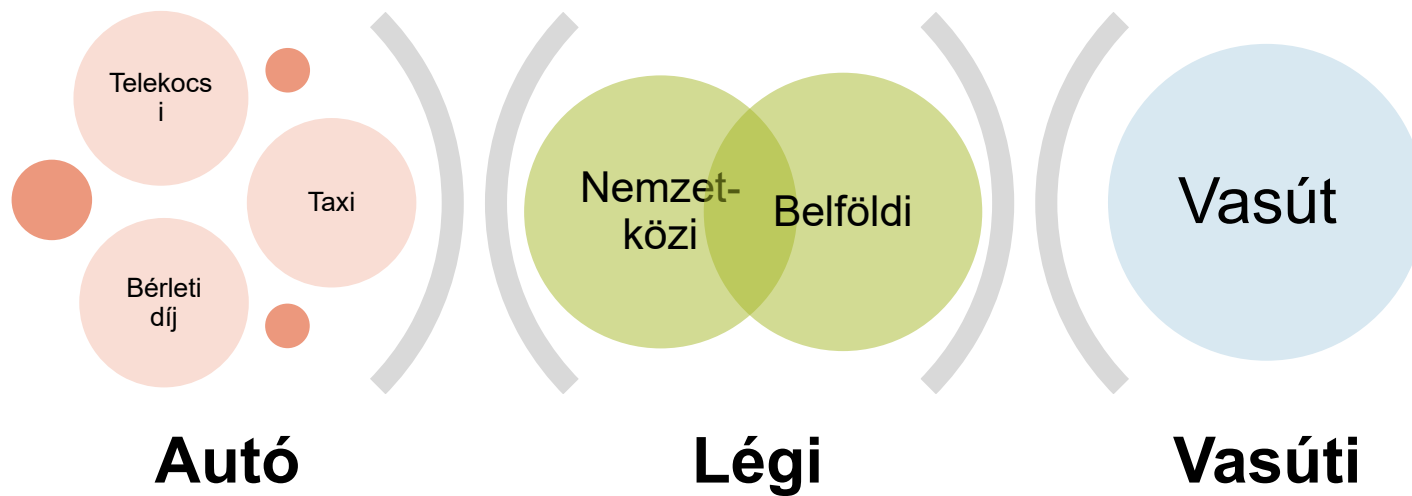 Telekocs
i
Taxi
Bérleti
díj
Nemzet-
közi
Belföldi
Vasút
Autó
Légi
Vasúti